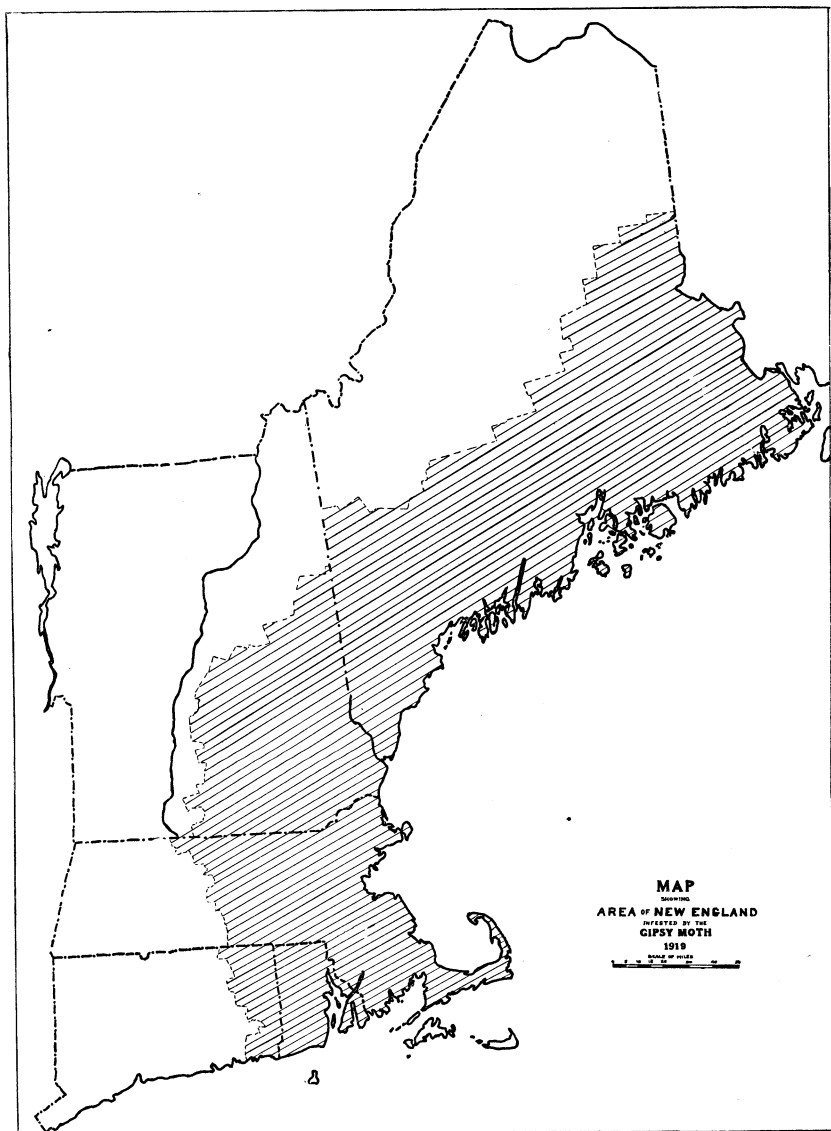 MAP
SHOWING
AREA OF NEW ENGLAND
INFESTED BY THE
GIPSY MOTH
1919
SCALE OF MILES